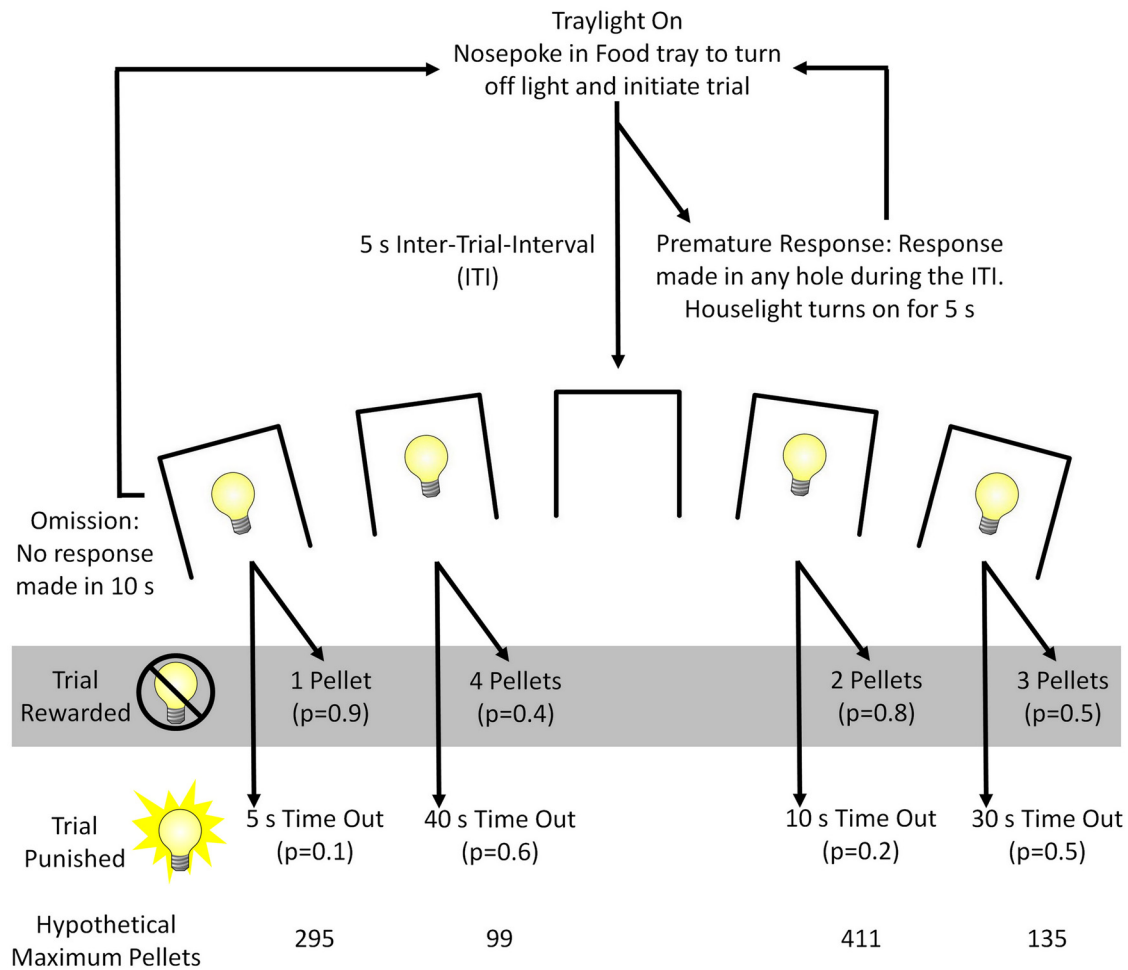 Traylight On
Nosepoke in Food tray to turn
off light and initiate trial
5 s Inter-Trial-Interval
(ITI)
Premature Response: Response
made in any hole during the ITI.
Houselight turns on for 5 s
Omission:
No response
made in 10 s
Trial
Rewarded
1 Pellet
(p=0.9)
4 Pellets
(p=0.4)
2 Pellets
(p=0.8)
3 Pellets
(p=0.5)
Trial
Punished
5 s Time Out
(p=0.1)
40 s Time Out
(p=0.6)
10 s Time Out
(p=0.2)
30 s Time Out
(p=0.5)
Hypothetical
Maximum Pellets
295
99
411
135